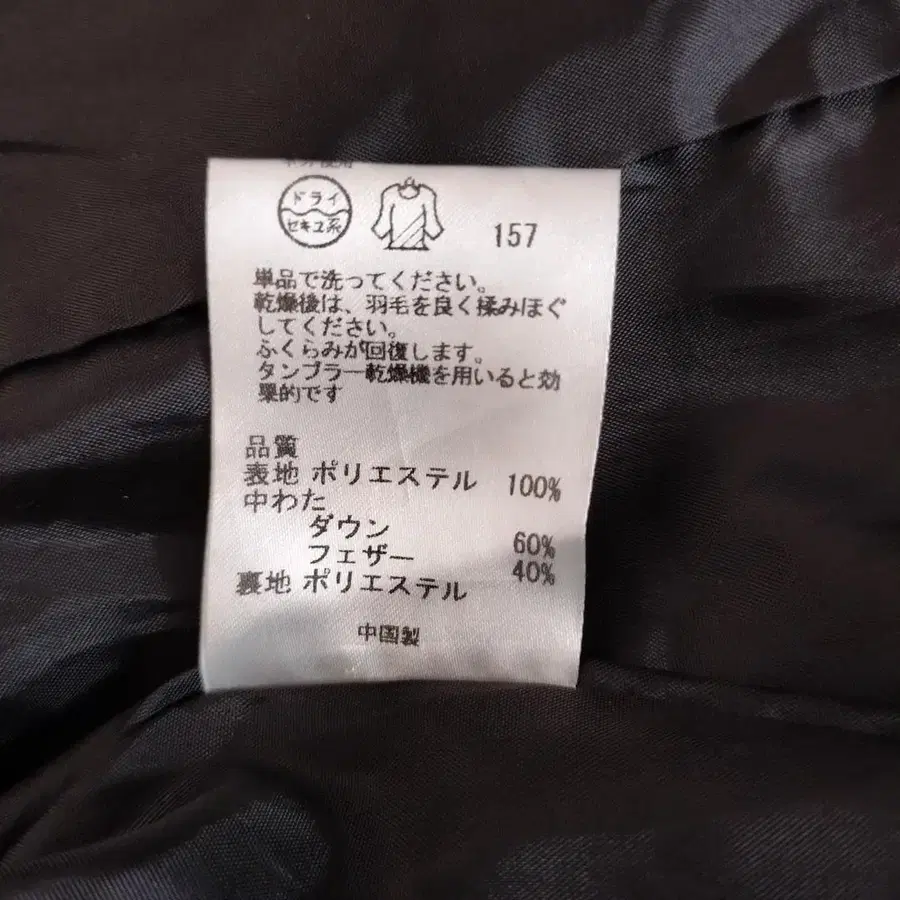 ドライ
セキユ系
157
単品で洗ってください。
乾燥後は、羽毛を良く揉みほぐ
してください。
ふくらみが回復します。
タンブラー乾燥機を用いると効
果的です
品質
表地 ポリエステル 100%
中わた
ダウン 60%
フェザー 40%
裏地 ポリエステル
中国製